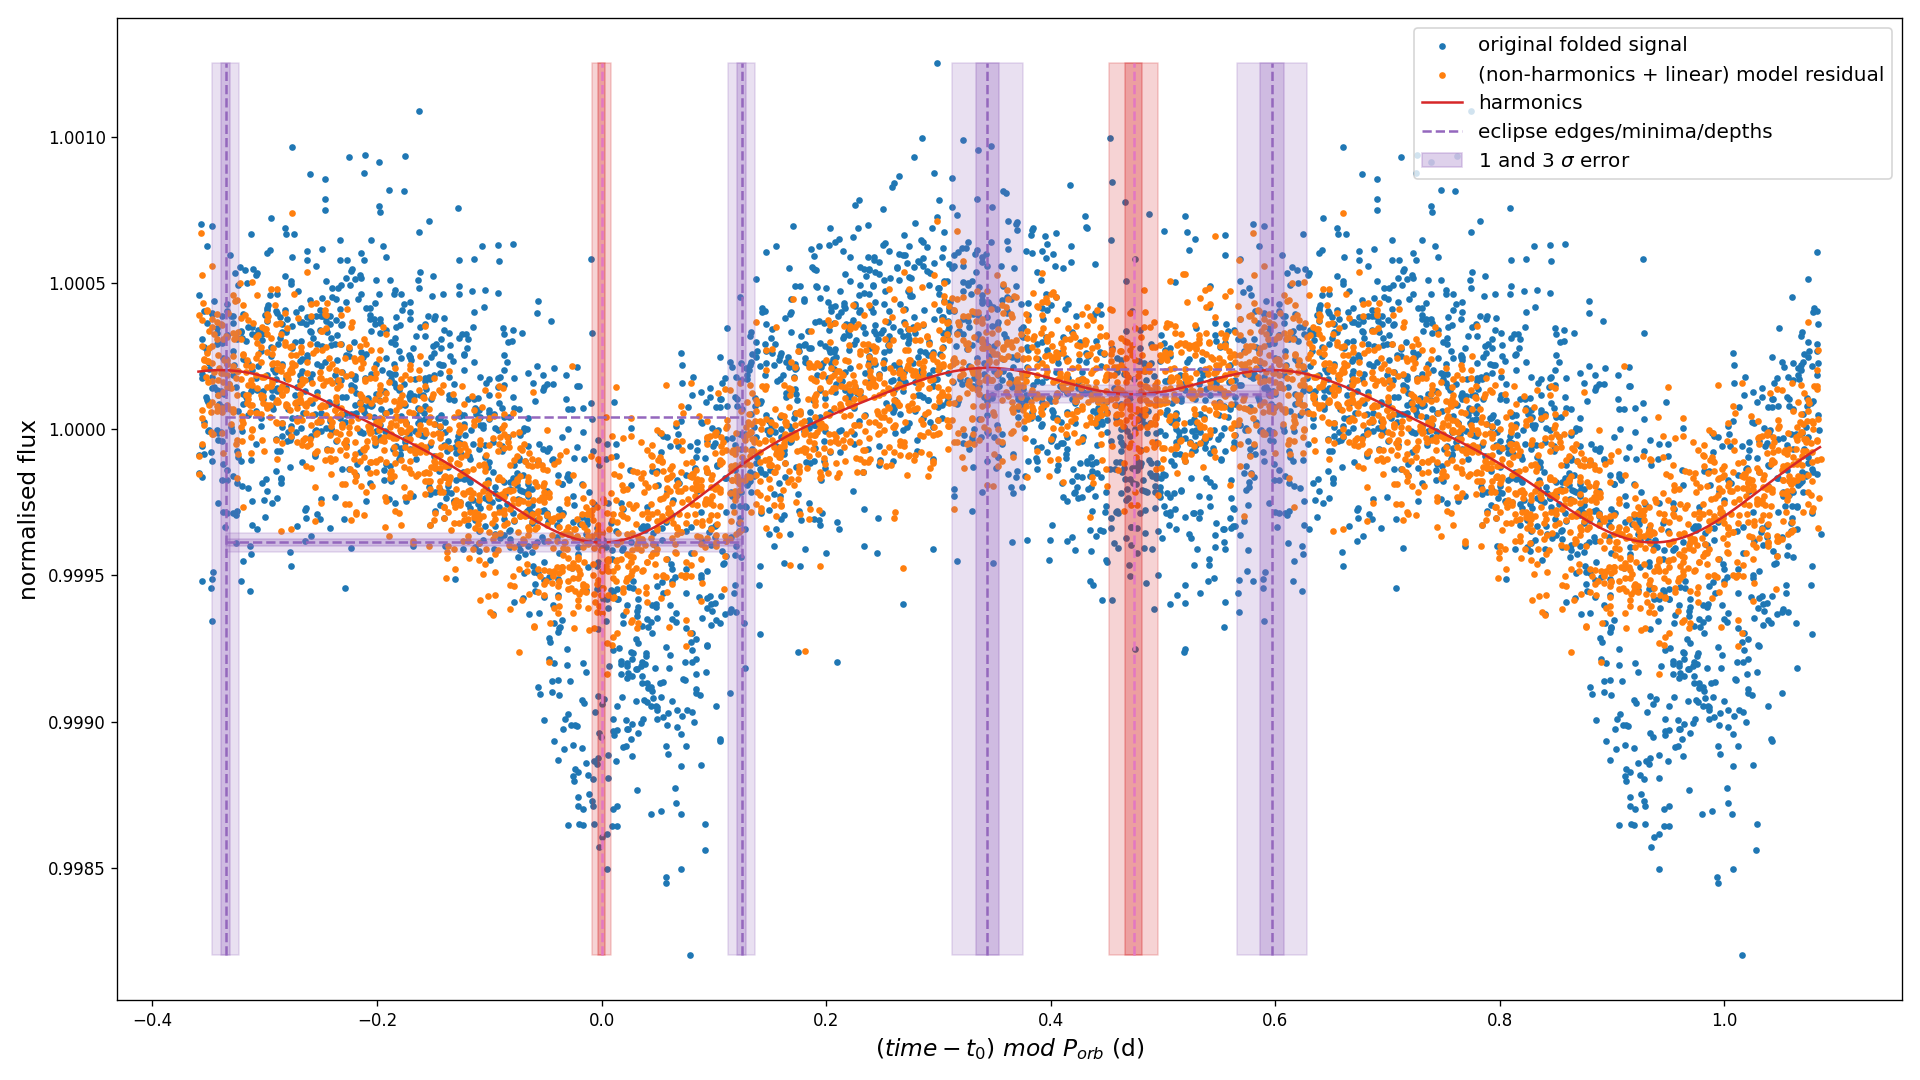 original folded signal
(non-harmonics + linear) model residual
harmonics
eclipse edges/minima/depths
1 and 3 σ error
normalised flux
1.0010
1.0005
1.0000
0.9995
0.9990
0.9985
−0.4 −0.2 0.0 0.2 0.4 0.6 0.8 1.0
(time − t₀) mod Pₒᵣb (d)